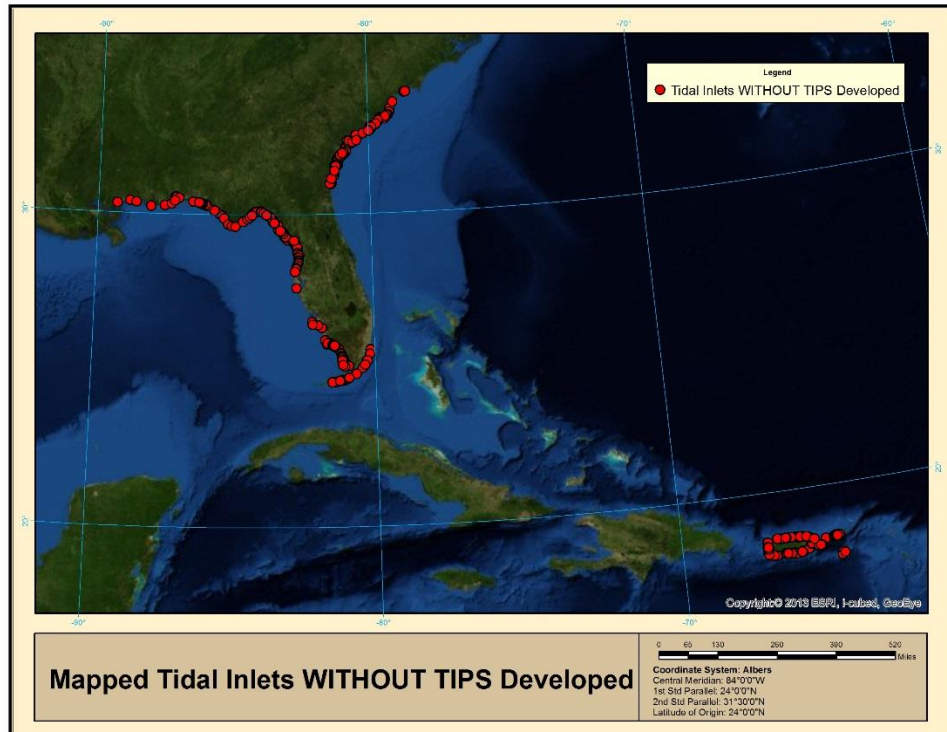 -90°
-80°
-70°
-60°
Legend
Tidal Inlets WITHOUT TIPS Developed
30°
30°
20°
20°
Copyright:© 2013 ESRI, i-cubed, GeoEye
-90°
-80°
-70°
Mapped Tidal Inlets WITHOUT TIPS Developed
0 65 130 260 390 520
Miles
Coordinate System: Albers
Central Meridian: 84°0'0"W
1st Std Parallel: 24°0'0"N
2nd Std Parallel: 31°30'0"N
Latitude of Origin: 24°0'0"N